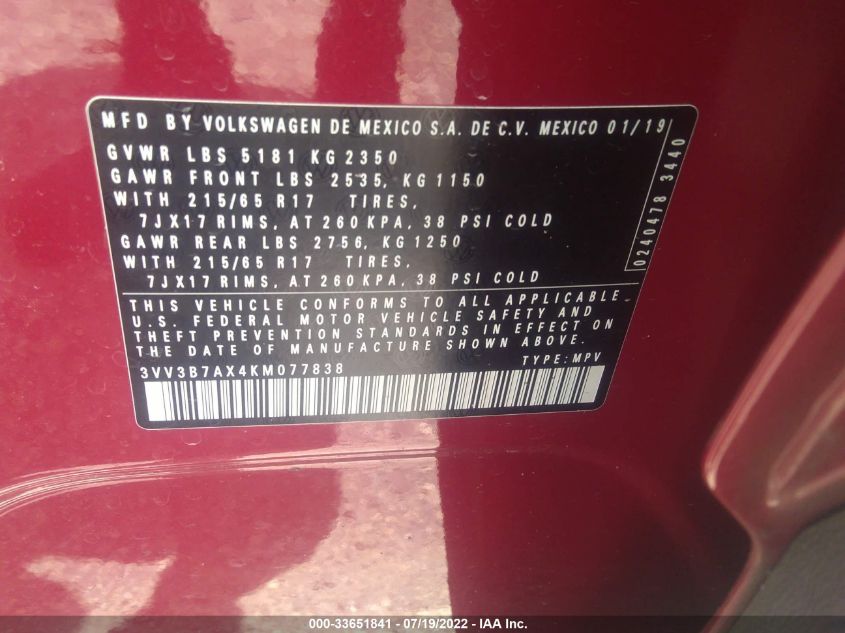 MFD BY VOLKSWAGEN DE MEXICO S.A. DE C.V. MEXICO 01/19
GVWR LBS 5181 KG 2350
GAWR FRONT LBS 2535, KG 1150
WITH 215/65 R17 TIRES,
7JX17 RIMS, AT 260 KPA, 38 PSI COLD
GAWR REAR LBS 2756, KG 1250
WITH 215/65 R17 TIRES,
7JX17 RIMS, AT 260 KPA, 38 PSI COLD
0240478 3440
THIS VEHICLE CONFORMS TO ALL APPLICABLE
U.S. FEDERAL MOTOR VEHICLE SAFETY AND
THEFT PREVENTION STANDARDS IN EFFECT ON
THE DATE OF MANUFACTURE SHOWN ABOVE.
3VV3B7AX4KM077838 TYPE: MPV
000-33651841 - 07/19/2022 - IAAI.com